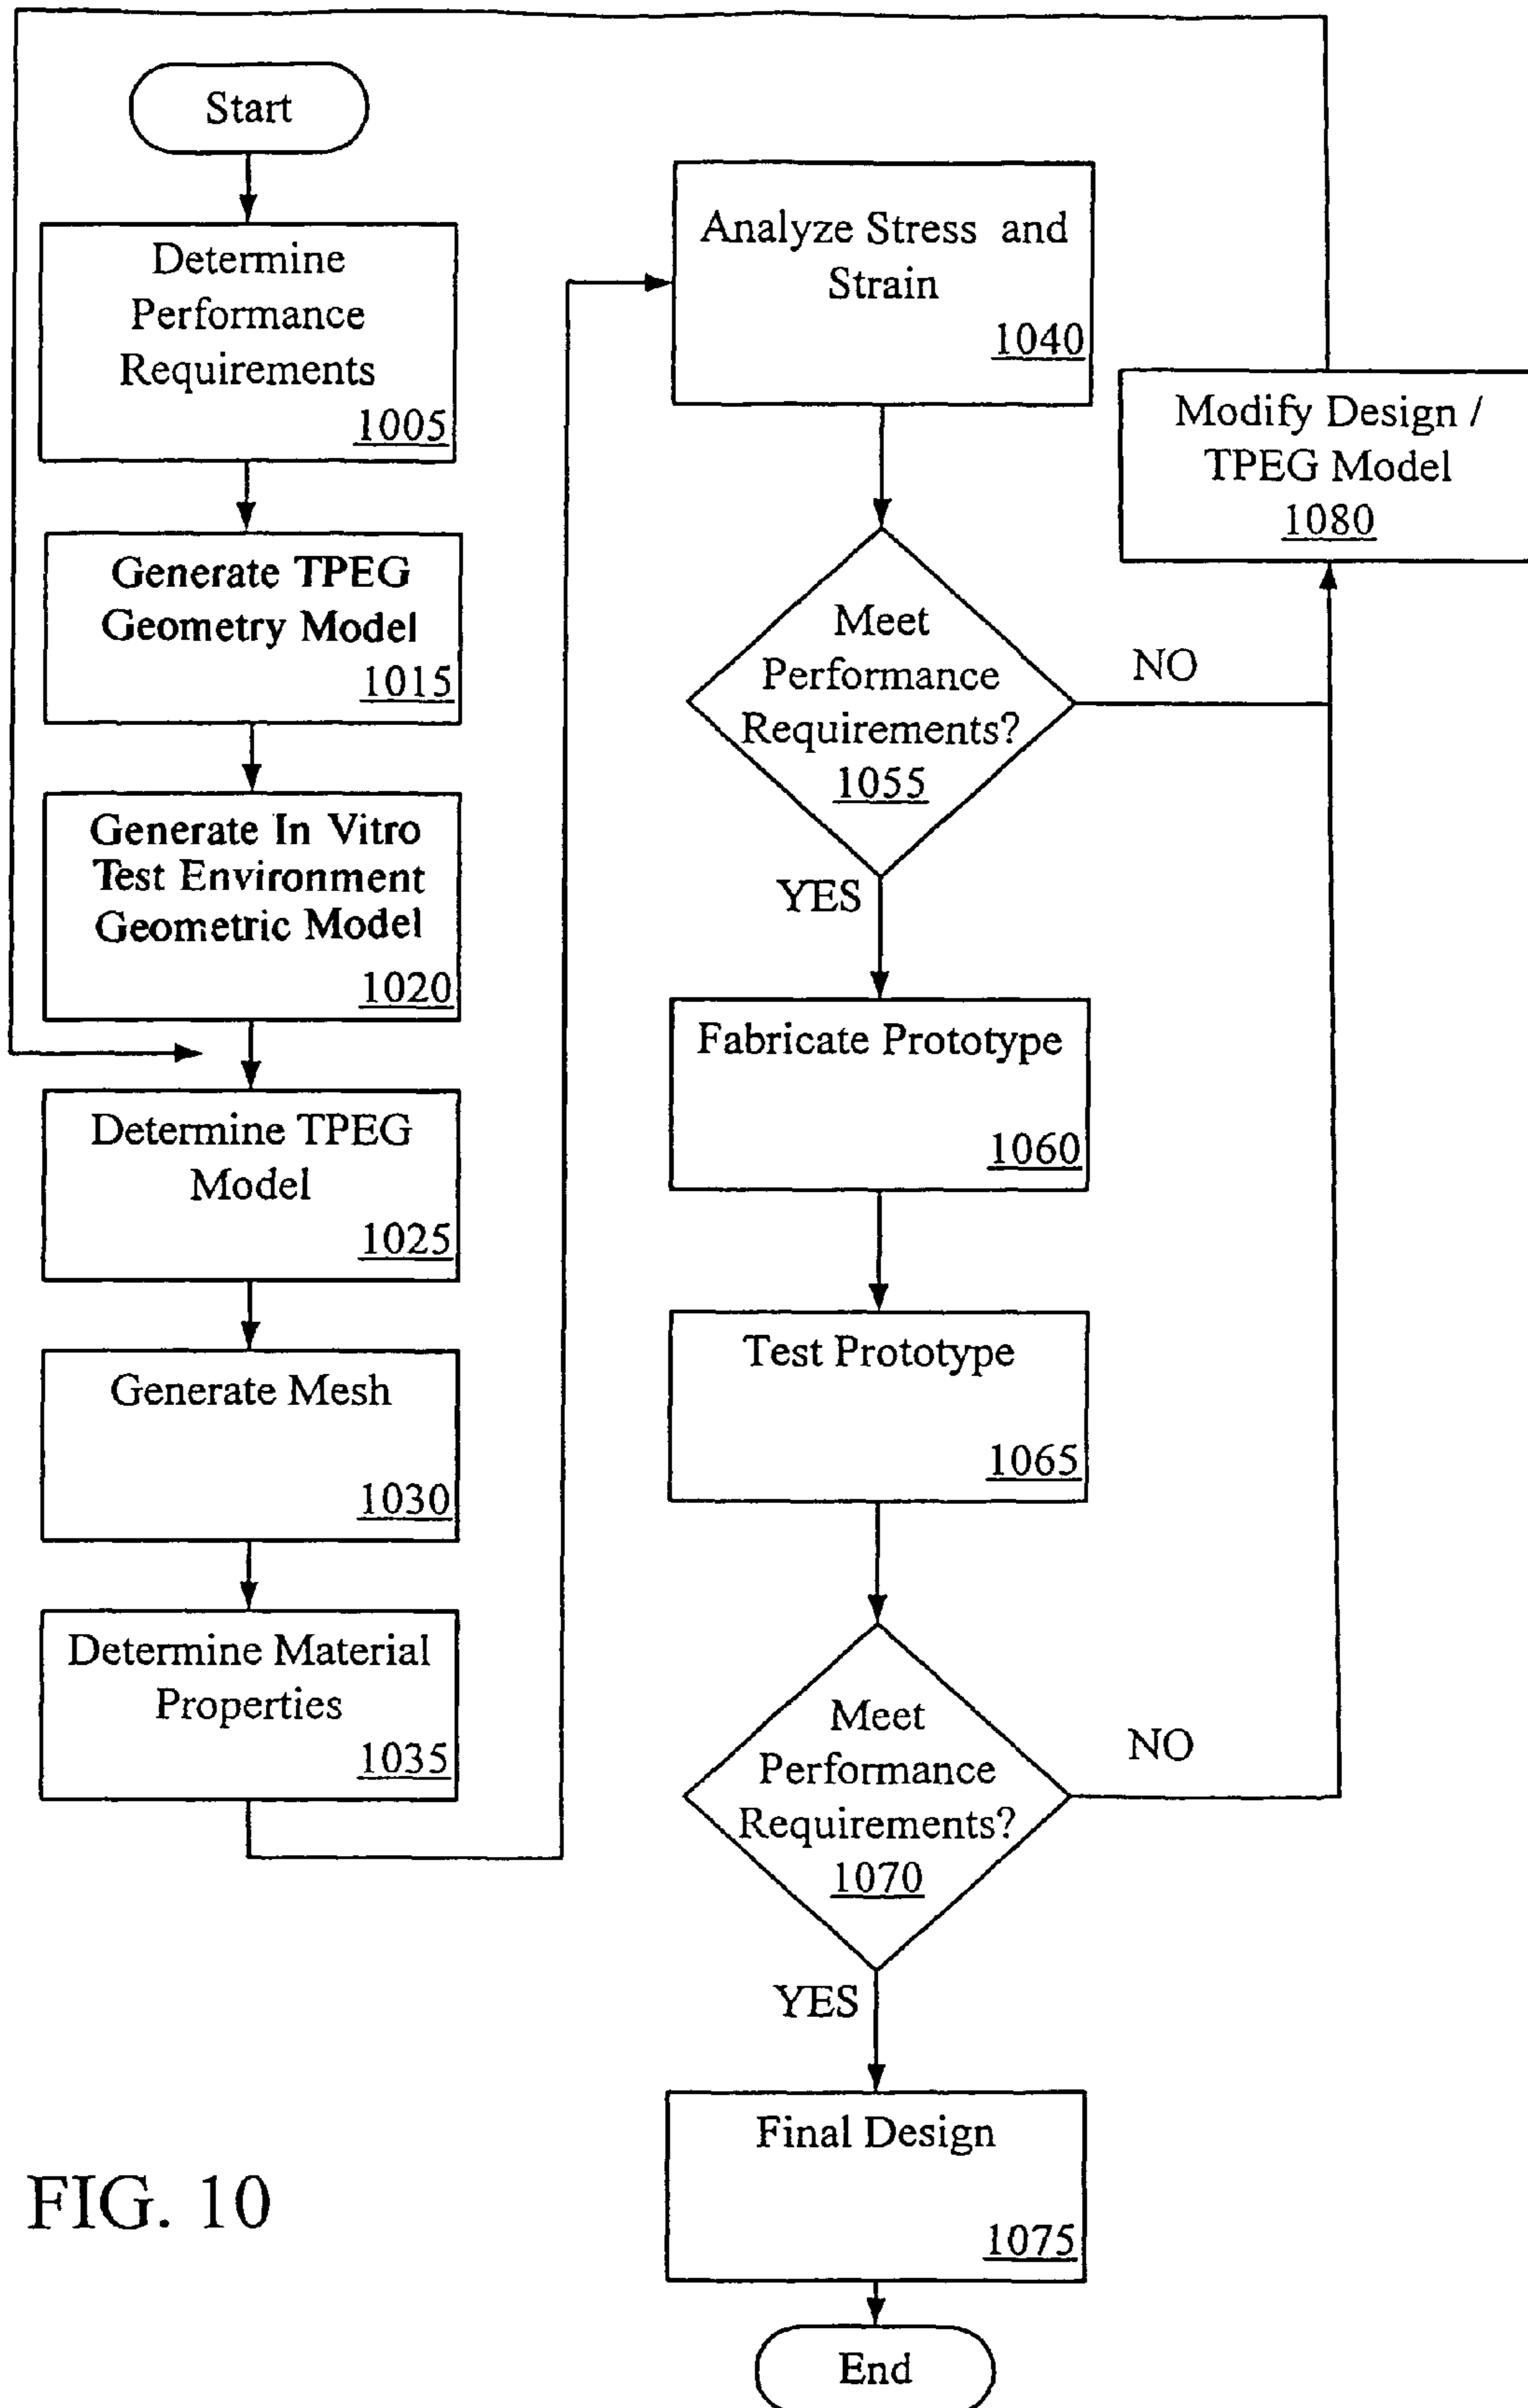 Start
Determine
Performance
Requirements
1005
Generate TPEG
Geometry Model
1015
Generate In Vitro
Test Environment
Geometric Model
1020
Determine TPEG
Model
1025
Generate Mesh
1030
Determine Material
Properties
1035
Analyze Stress and
Strain
1040
Meet
Performance
Requirements?
1055
NO
YES
Modify Design /
TPEG Model
1080
Fabricate Prototype
1060
Test Prototype
1065
Meet
Performance
Requirements?
1070
NO
YES
Final Design
1075
End
FIG. 10